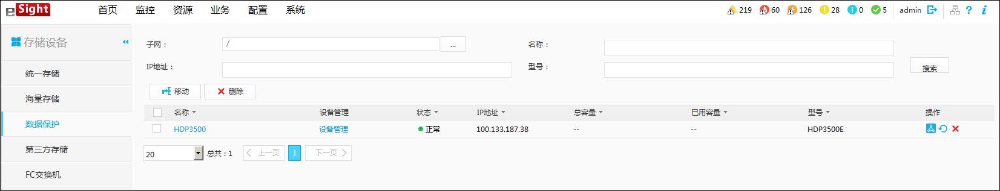 eSight 首页 监控 资源 业务 配置 系统 219 60 126 28 0 5 admin
存储设备
统一存储
海量存储
数据保护
第三方存储
FC交换机
子网： / ... 名称：
IP地址： 型号： 搜索
移动 删除
名称 设备管理 状态 IP地址 总容量 已用容量 型号 操作
HDP3500 设备管理 正常 100.133.187.38 -- -- HDP3500E
20 总共：1 上一页 1 下一页